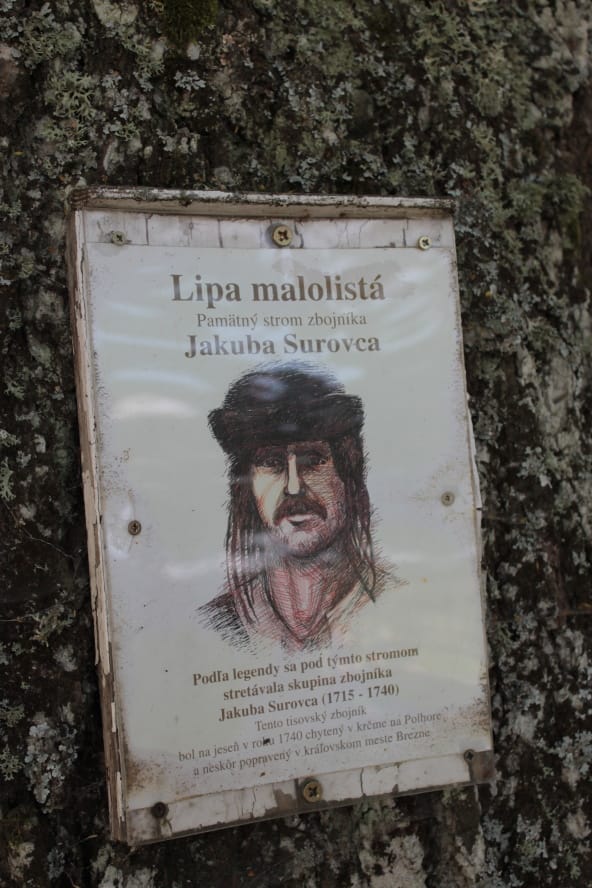 Lipa malolistá
Pamätný strom zbojníka
Jakuba Surovca
Podľa legendy sa pod týmto stromom
stretávala skupina zbojníka
Jakuba Surovca (1715 - 1740)
Tento tisovský zbojník
bol na jeseň v roku 1740 chytený v krčme na Polhore
a neskôr popravený v kráľovskom meste Brezne